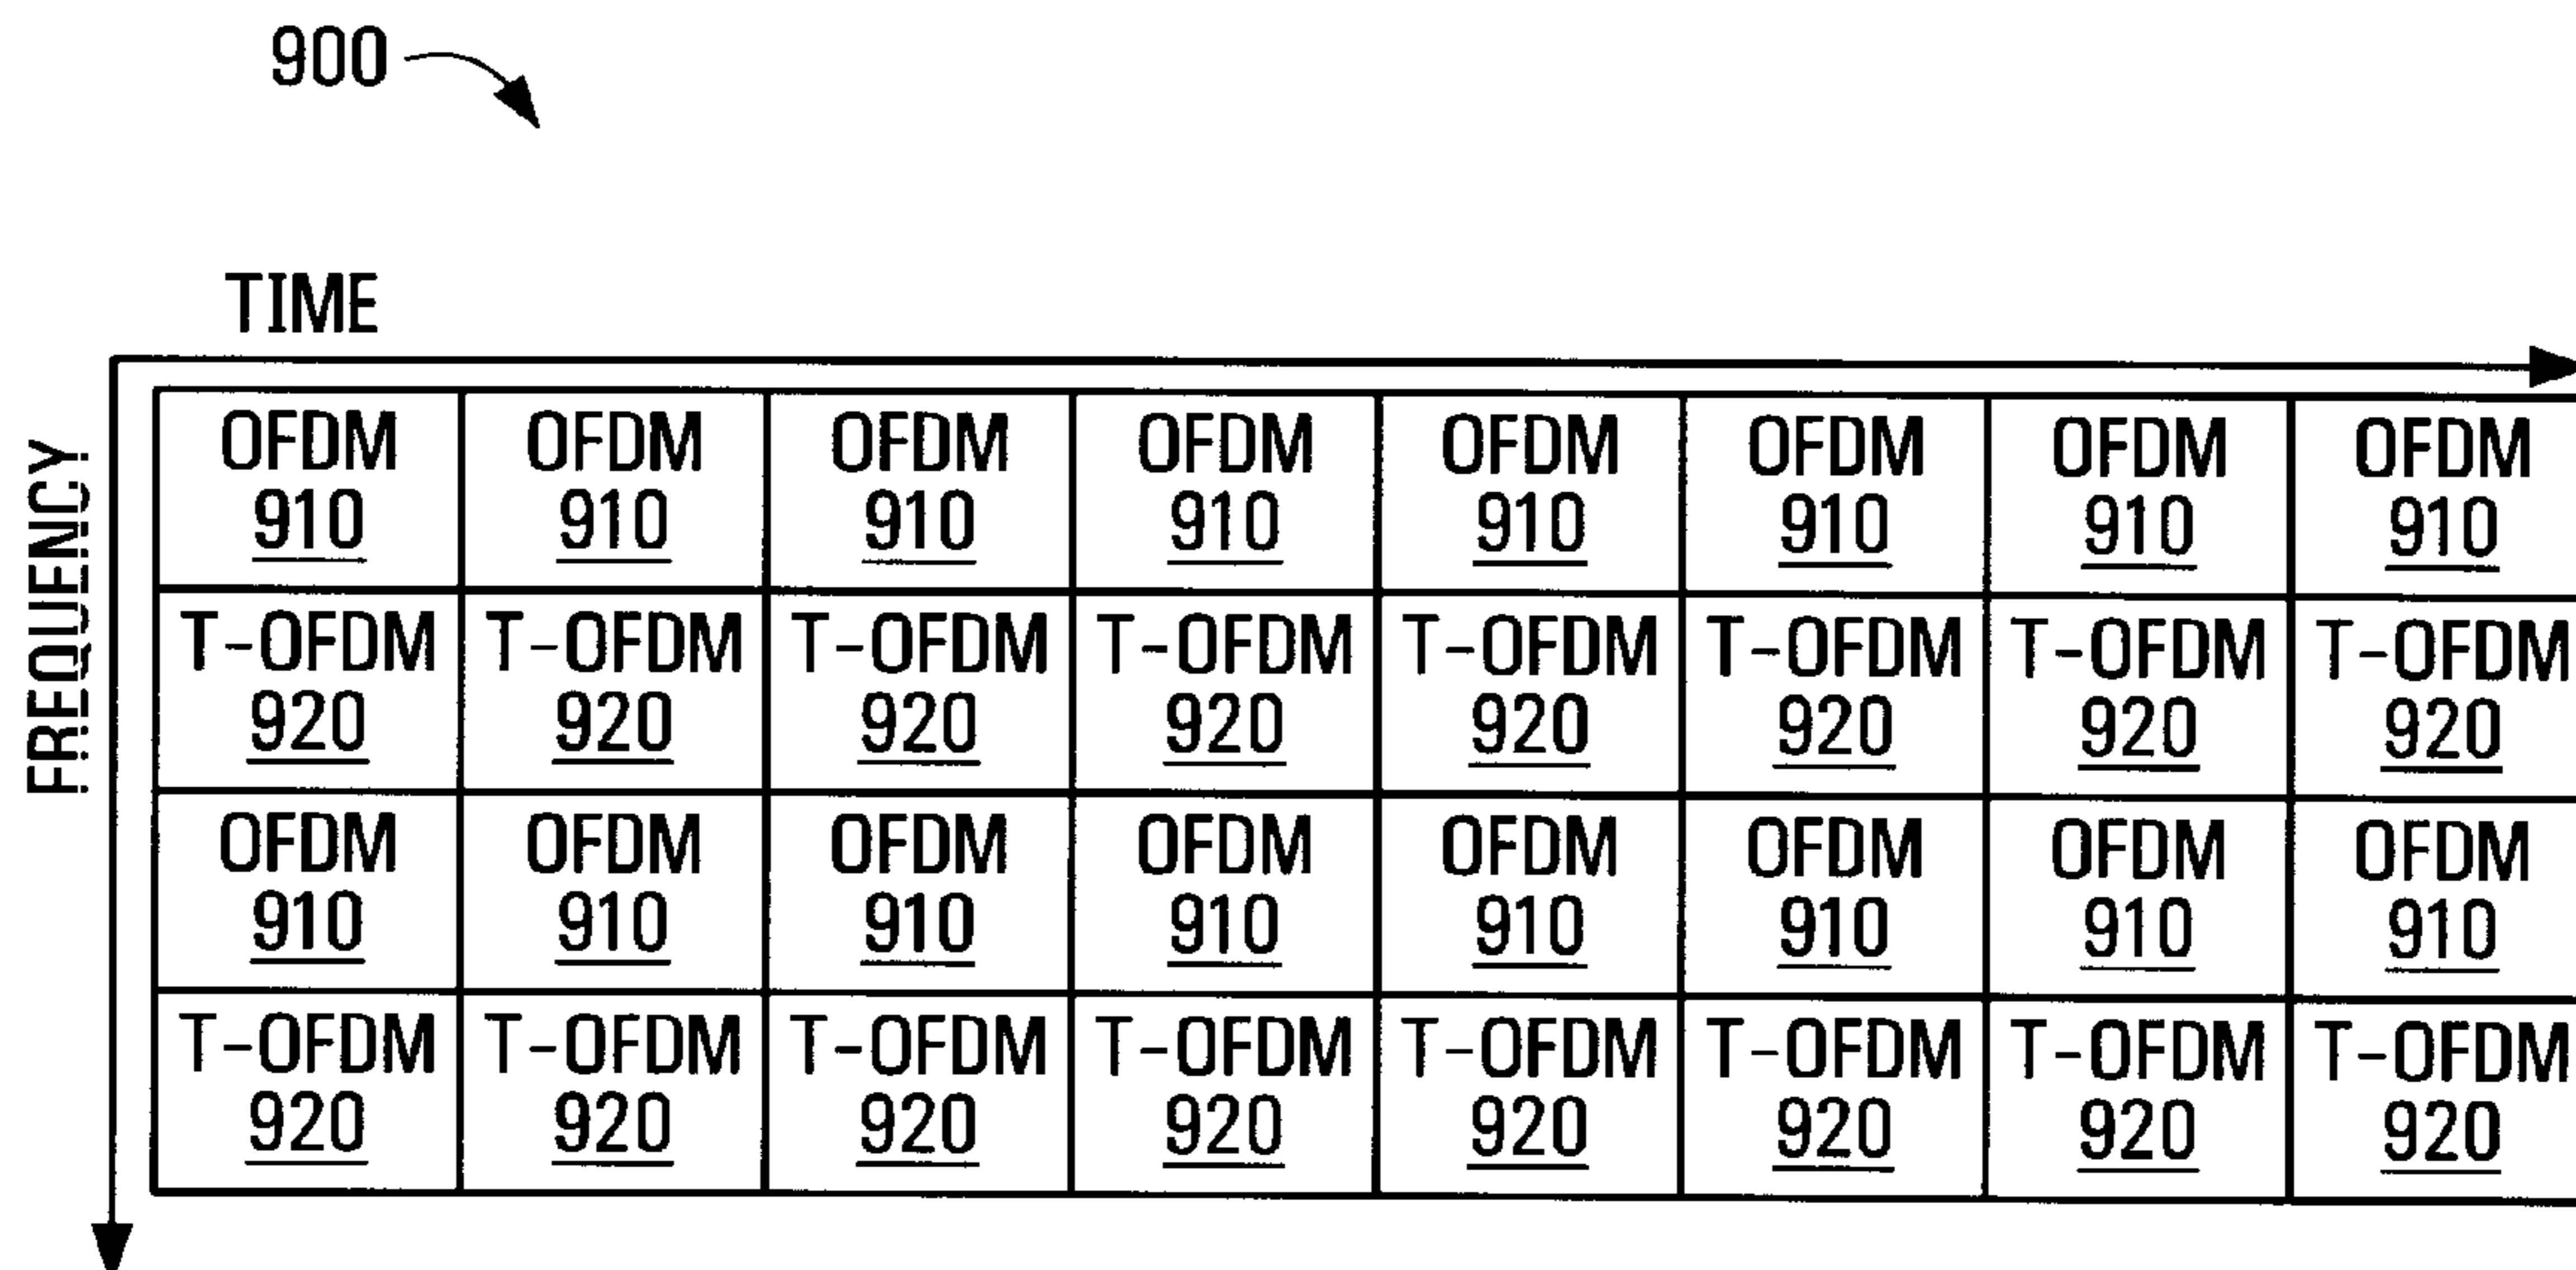 900
TIME
FREQUENCY
OFDM OFDM OFDM OFDM OFDM OFDM OFDM OFDM
910 910 910 910 910 910 910 910
T-OFDM T-OFDM T-OFDM T-OFDM T-OFDM T-OFDM T-OFDM T-OFDM
920 920 920 920 920 920 920 920
OFDM OFDM OFDM OFDM OFDM OFDM OFDM OFDM
910 910 910 910 910 910 910 910
T-OFDM T-OFDM T-OFDM T-OFDM T-OFDM T-OFDM T-OFDM T-OFDM
920 920 920 920 920 920 920 920